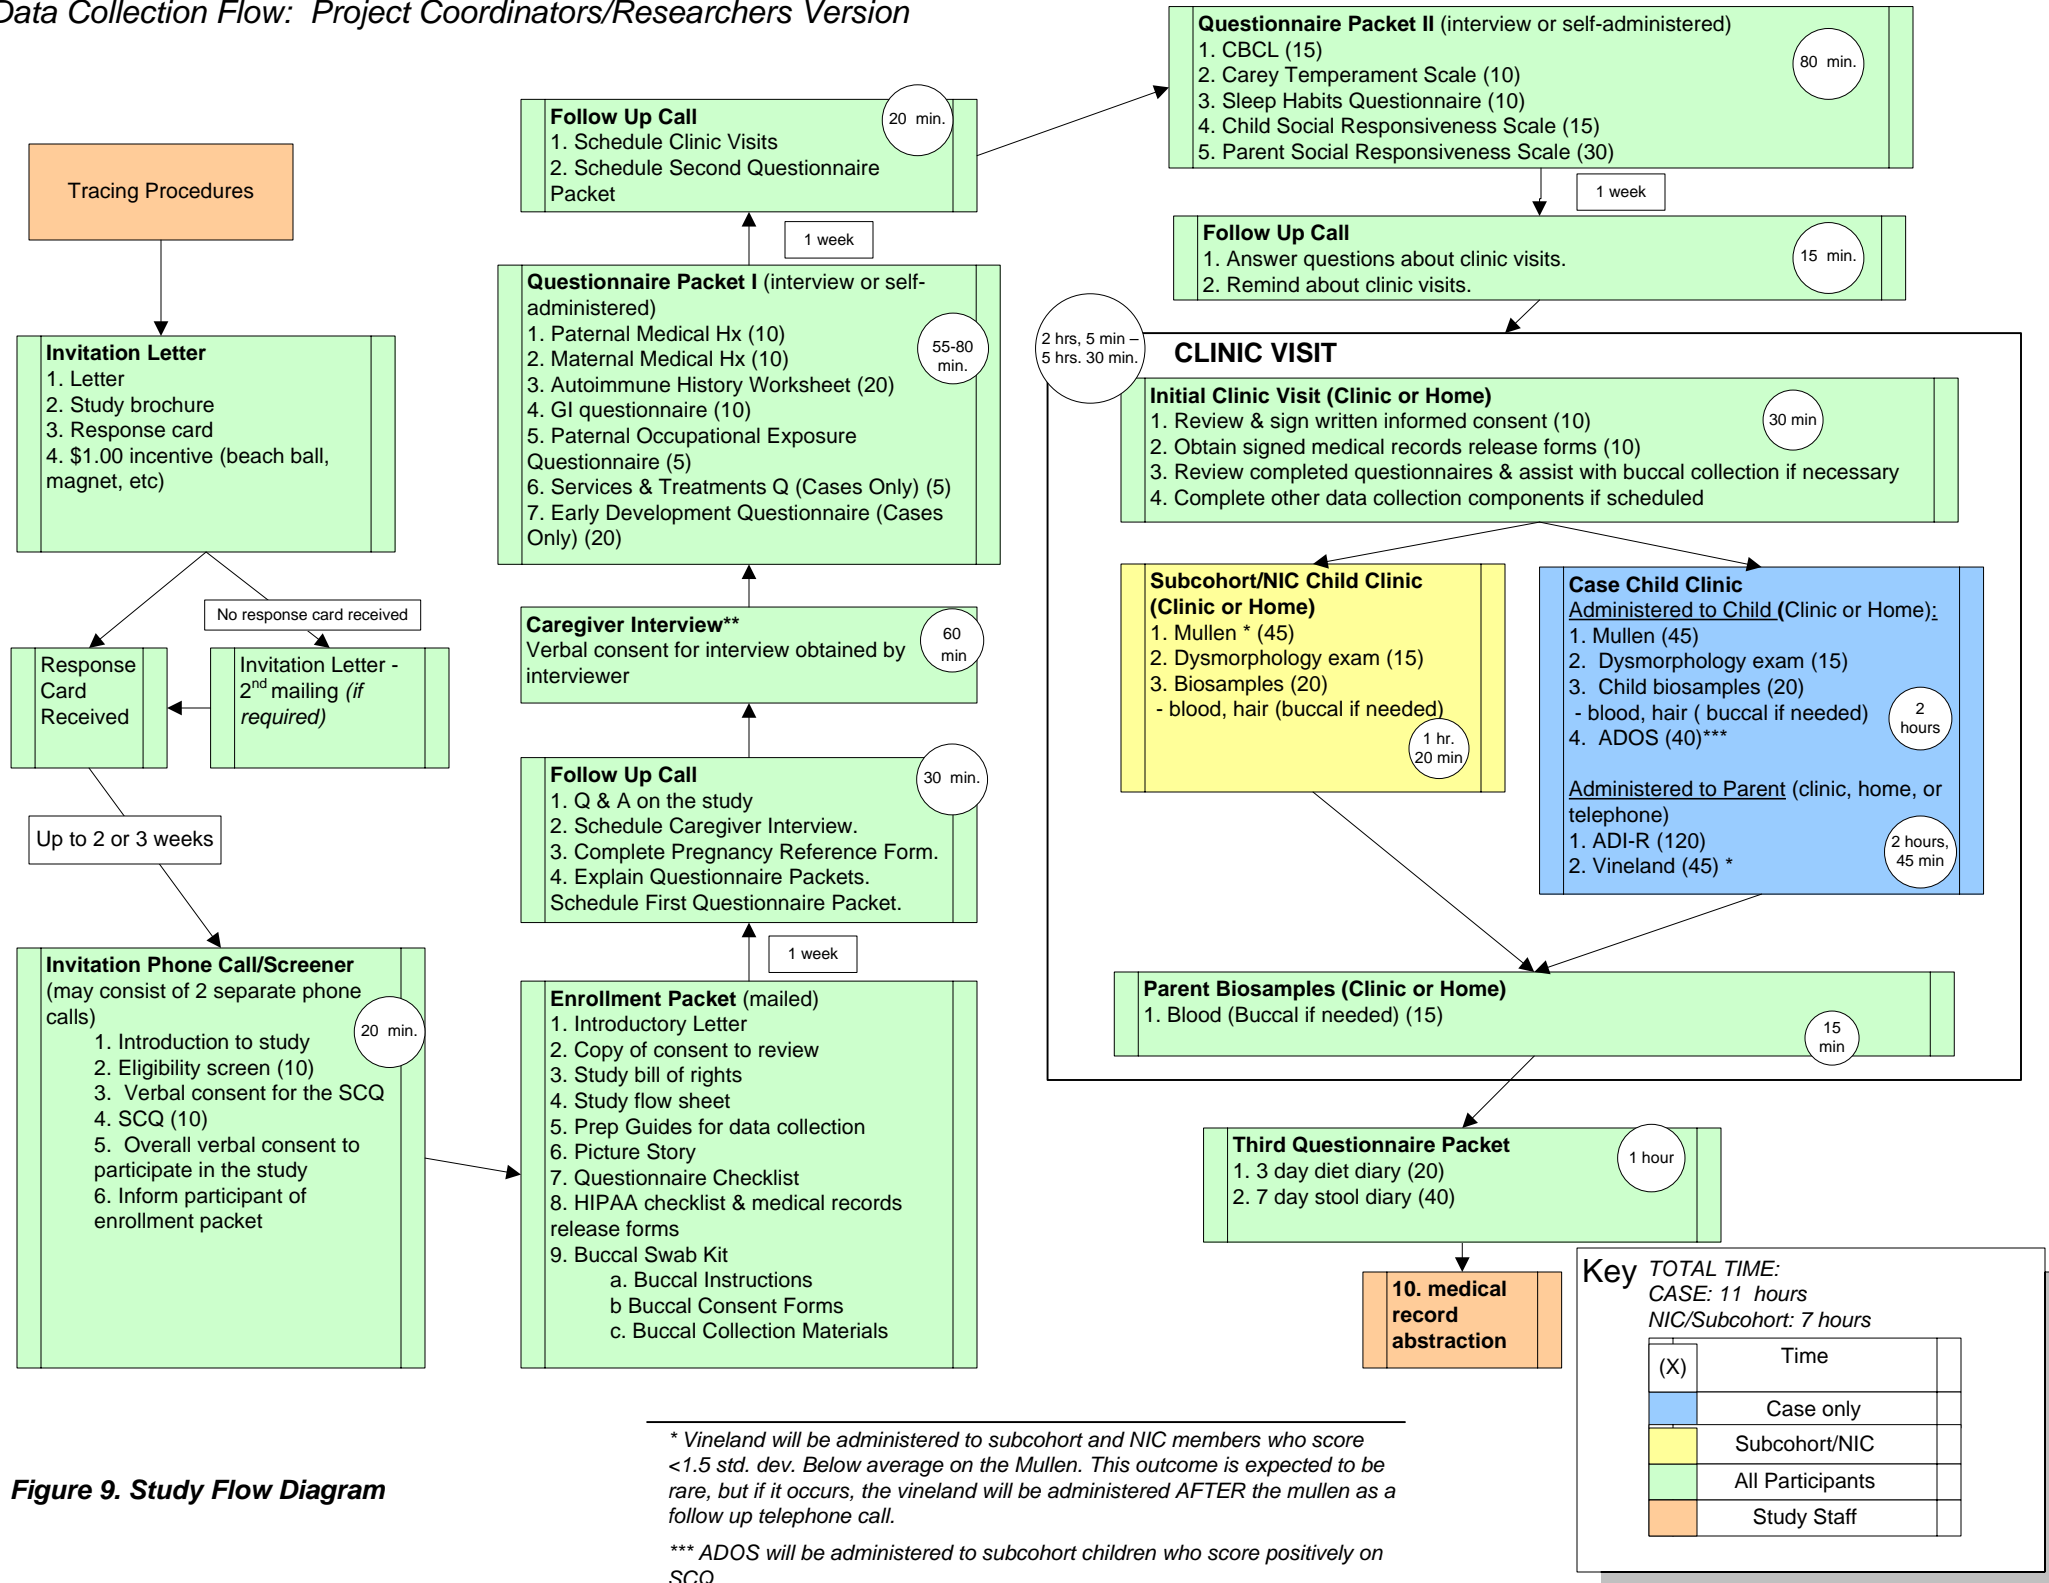 Data Collection Flow:  Project Coordinators/Researchers Version
Tracing Procedures
Invitation Letter
1. Letter
2. Study brochure
3. Response card
4. $1.00 incentive (beach ball,
magnet, etc)
No response card received
Response
Card
Received
Invitation Letter -
2nd mailing (if
required)
Up to 2 or 3 weeks
Invitation Phone Call/Screener
(may consist of 2 separate phone
calls)
20 min.
1. Introduction to study
2. Eligibility screen (10)
3. Verbal consent for the SCQ
4. SCQ (10)
5. Overall verbal consent to
participate in the study
6. Inform participant of
enrollment packet
Follow Up Call
1. Schedule Clinic Visits
2. Schedule Second Questionnaire
Packet
20 min.
1 week
Questionnaire Packet I (interview or self-
administered)
1. Paternal Medical Hx (10)
2. Maternal Medical Hx (10)
3. Autoimmune History Worksheet (20)
4. GI questionnaire (10)
5. Paternal Occupational Exposure
Questionnaire (5)
6. Services & Treatments Q (Cases Only) (5)
7. Early Development Questionnaire (Cases
Only) (20)
55-80
min.
Caregiver Interview**
Verbal consent for interview obtained by
interviewer
60
min
Follow Up Call
1. Q & A on the study
2. Schedule Caregiver Interview.
3. Complete Pregnancy Reference Form.
4. Explain Questionnaire Packets.
Schedule First Questionnaire Packet.
30 min.
1 week
Enrollment Packet (mailed)
1. Introductory Letter
2. Copy of consent to review
3. Study bill of rights
4. Study flow sheet
5. Prep Guides for data collection
6. Picture Story
7. Questionnaire Checklist
8. HIPAA checklist & medical records
release forms
9. Buccal Swab Kit
a. Buccal Instructions
b Buccal Consent Forms
c. Buccal Collection Materials
Questionnaire Packet II (interview or self-administered)
1. CBCL (15)
2. Carey Temperament Scale (10)
3. Sleep Habits Questionnaire (10)
4. Child Social Responsiveness Scale (15)
5. Parent Social Responsiveness Scale (30)
80 min.
1 week
Follow Up Call
1. Answer questions about clinic visits.
2. Remind about clinic visits.
15 min.
2 hrs, 5 min –
5 hrs. 30 min.
CLINIC VISIT
Initial Clinic Visit (Clinic or Home)
1. Review & sign written informed consent (10)
2. Obtain signed medical records release forms (10)
3. Review completed questionnaires & assist with buccal collection if necessary
4. Complete other data collection components if scheduled
30 min
Subcohort/NIC Child Clinic
(Clinic or Home)
1. Mullen * (45)
2. Dysmorphology exam (15)
3. Biosamples (20)
- blood, hair (buccal if needed)
1 hr.
20 min
Case Child Clinic
Administered to Child (Clinic or Home):
1. Mullen (45)
2. Dysmorphology exam (15)
3. Child biosamples (20)
- blood, hair ( buccal if needed)
4. ADOS (40)***
2
hours
Administered to Parent (clinic, home, or
telephone)
1. ADI-R (120)
2. Vineland (45) *
2 hours,
45 min
Parent Biosamples (Clinic or Home)
1. Blood (Buccal if needed) (15)
15
min
Third Questionnaire Packet
1. 3 day diet diary (20)
2. 7 day stool diary (40)
1 hour
10. medical
record
abstraction
Key
TOTAL TIME:
CASE: 11 hours
NIC/Subcohort: 7 hours
(X) Time
Case only
Subcohort/NIC
All Participants
Study Staff
Figure 9. Study Flow Diagram
* Vineland will be administered to subcohort and NIC members who score
<1.5 std. dev. Below average on the Mullen. This outcome is expected to be
rare, but if it occurs, the vineland will be administered AFTER the mullen as a
follow up telephone call.
*** ADOS will be administered to subcohort children who score positively on
SCQ